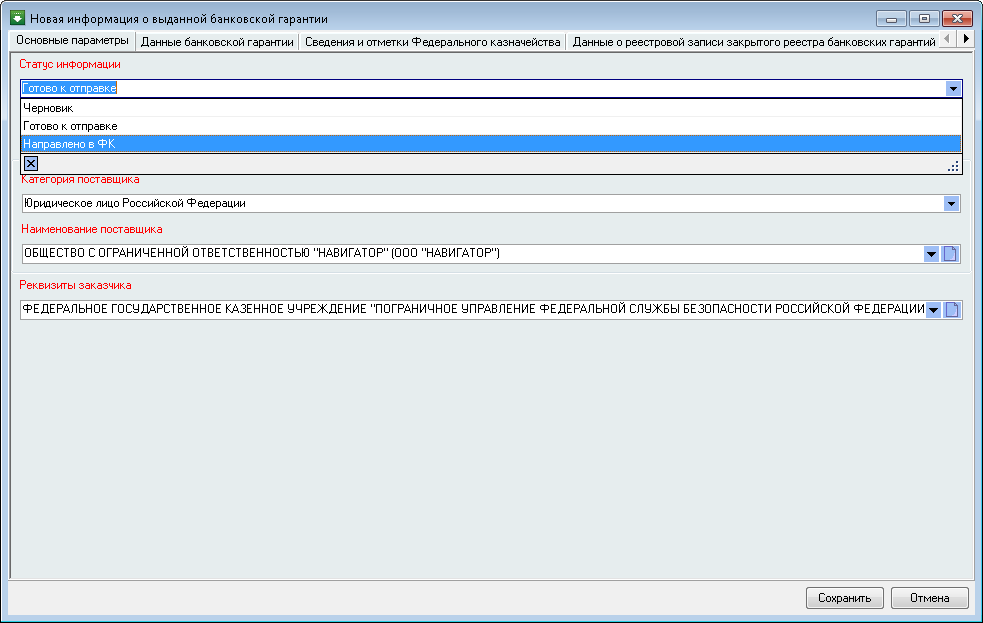 Новая информация о выданной банковской гарантии
Основные параметры
Данные банковской гарантии
Сведения и отметки Федерального казначейства
Данные о реестровой записи закрытого реестра банковских гарантий
Статус информации
Готово к отправке
Черновик
Готово к отправке
Направлено в ФК
Категория поставщика
Юридическое лицо Российской Федерации
Наименование поставщика
ОБЩЕСТВО С ОГРАНИЧЕННОЙ ОТВЕТСТВЕННОСТЬЮ "НАВИГАТОР" (ООО "НАВИГАТОР")
Реквизиты заказчика
ФЕДЕРАЛЬНОЕ ГОСУДАРСТВЕННОЕ КАЗЕННОЕ УЧРЕЖДЕНИЕ "ПОГРАНИЧНОЕ УПРАВЛЕНИЕ ФЕДЕРАЛЬНОЙ СЛУЖБЫ БЕЗОПАСНОСТИ РОССИЙСКОЙ ФЕДЕРАЦИИ
Сохранить
Отмена